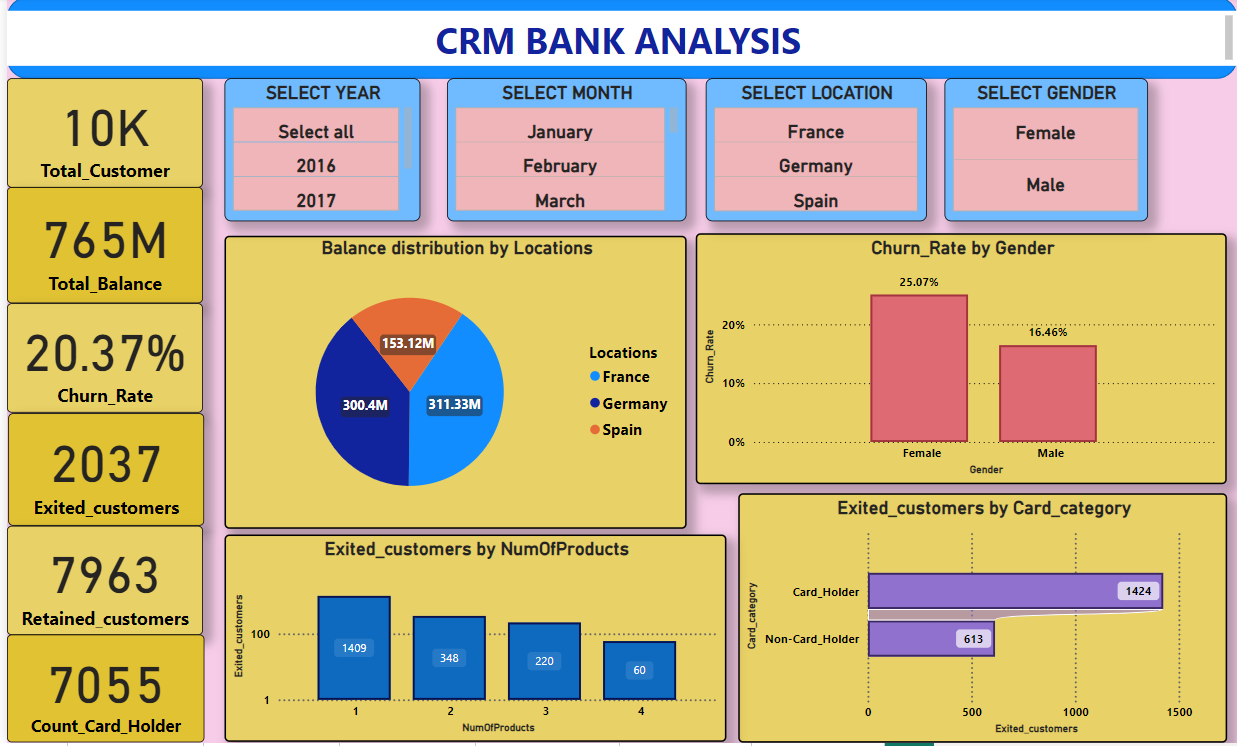 CRM BANK ANALYSIS
10K
Total_Customer
765M
Total_Balance
20.37%
Churn_Rate
2037
Exited_customers
7963
Retained_customers
7055
Count_Card_Holder
SELECT YEAR
Select all
2016
2017
SELECT MONTH
January
February
March
SELECT LOCATION
France
Germany
Spain
SELECT GENDER
Female
Male
Balance distribution by Locations
153.12M
300.4M
311.33M
Locations
France
Germany
Spain
Churn_Rate by Gender
Churn_Rate
20%
10%
0%
25.07%
16.46%
Female
Male
Gender
Exited_customers by NumOfProducts
Exited_customers
100
1
1409
348
220
60
1
2
3
4
NumOfProducts
Exited_customers by Card_category
Card_category
Card_Holder
1424
Non-Card_Holder
613
0
500
1000
1500
Exited_customers